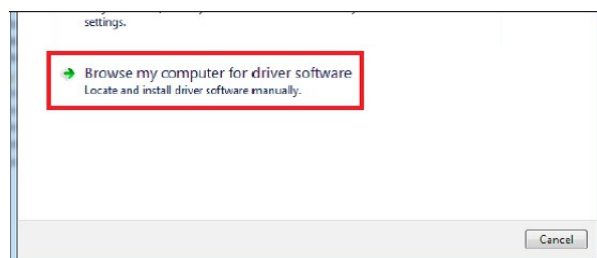 settings.
Browse my computer for driver software
Locate and install driver software manually.
Cancel